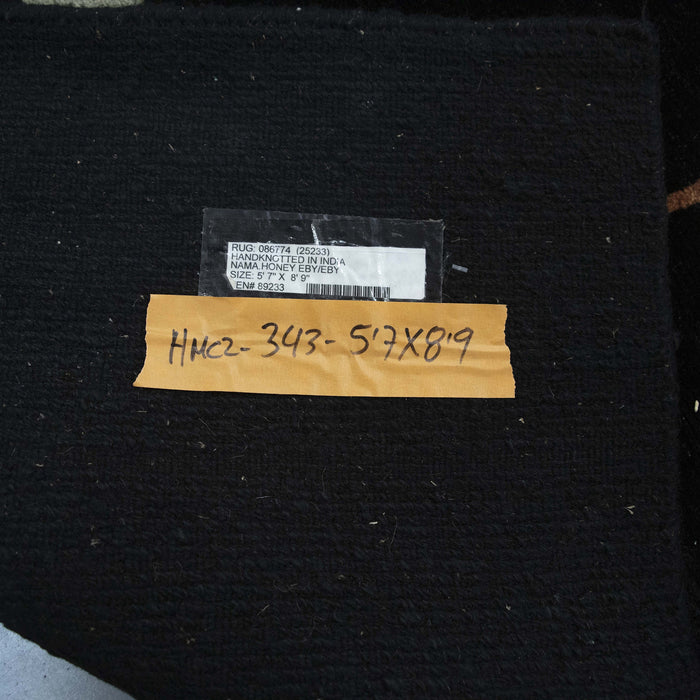 RUG: 086774 (25233)
HANDKNOTTED IN INDIA
NAMA.HONEY EBY/EBY
SIZE: 5' 7" X 8' 9"
EN# 89233
HMC2-343-5'7X8'9